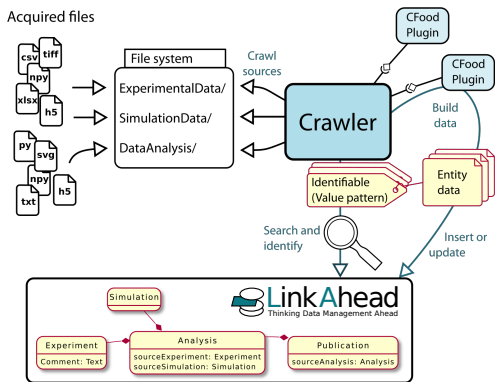 Acquired files
csv
tiff
npy
xlsx
h5
py
svg
npy
h5
txt
File system
ExperimentalData/
SimulationData/
DataAnalysis/
Crawl
sources
Crawler
CFood
Plugin
CFood
Plugin
Build
data
Identifiable
(Value pattern)
Entity
data
Search and
identify
Insert or
update
LinkAhead
Thinking Data Management Ahead
Simulation
Experiment
Comment: Text
Analysis
sourceExperiment: Experiment
sourceSimulation: Simulation
Publication
sourceAnalysis: Analysis